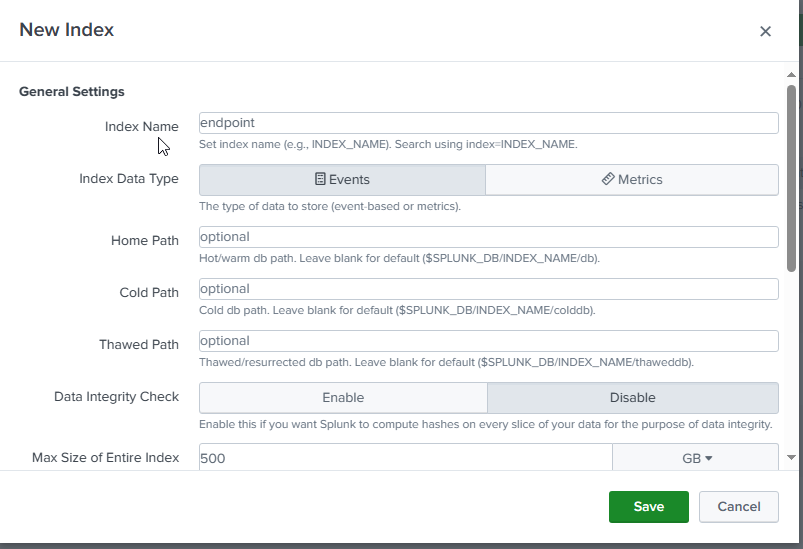 New Index
General Settings
Index Name endpoint
Set index name (e.g., INDEX_NAME). Search using index=INDEX_NAME.
Index Data Type Events Metrics
The type of data to store (event-based or metrics).
Home Path optional
Hot/warm db path. Leave blank for default ($SPLUNK_DB/INDEX_NAME/db).
Cold Path optional
Cold db path. Leave blank for default ($SPLUNK_DB/INDEX_NAME/colddb).
Thawed Path optional
Thawed/resurrected db path. Leave blank for default ($SPLUNK_DB/INDEX_NAME/thaweddb).
Data Integrity Check Enable Disable
Enable this if you want Splunk to compute hashes on every slice of your data for the purpose of data integrity.
Max Size of Entire Index 500 GB
Save Cancel